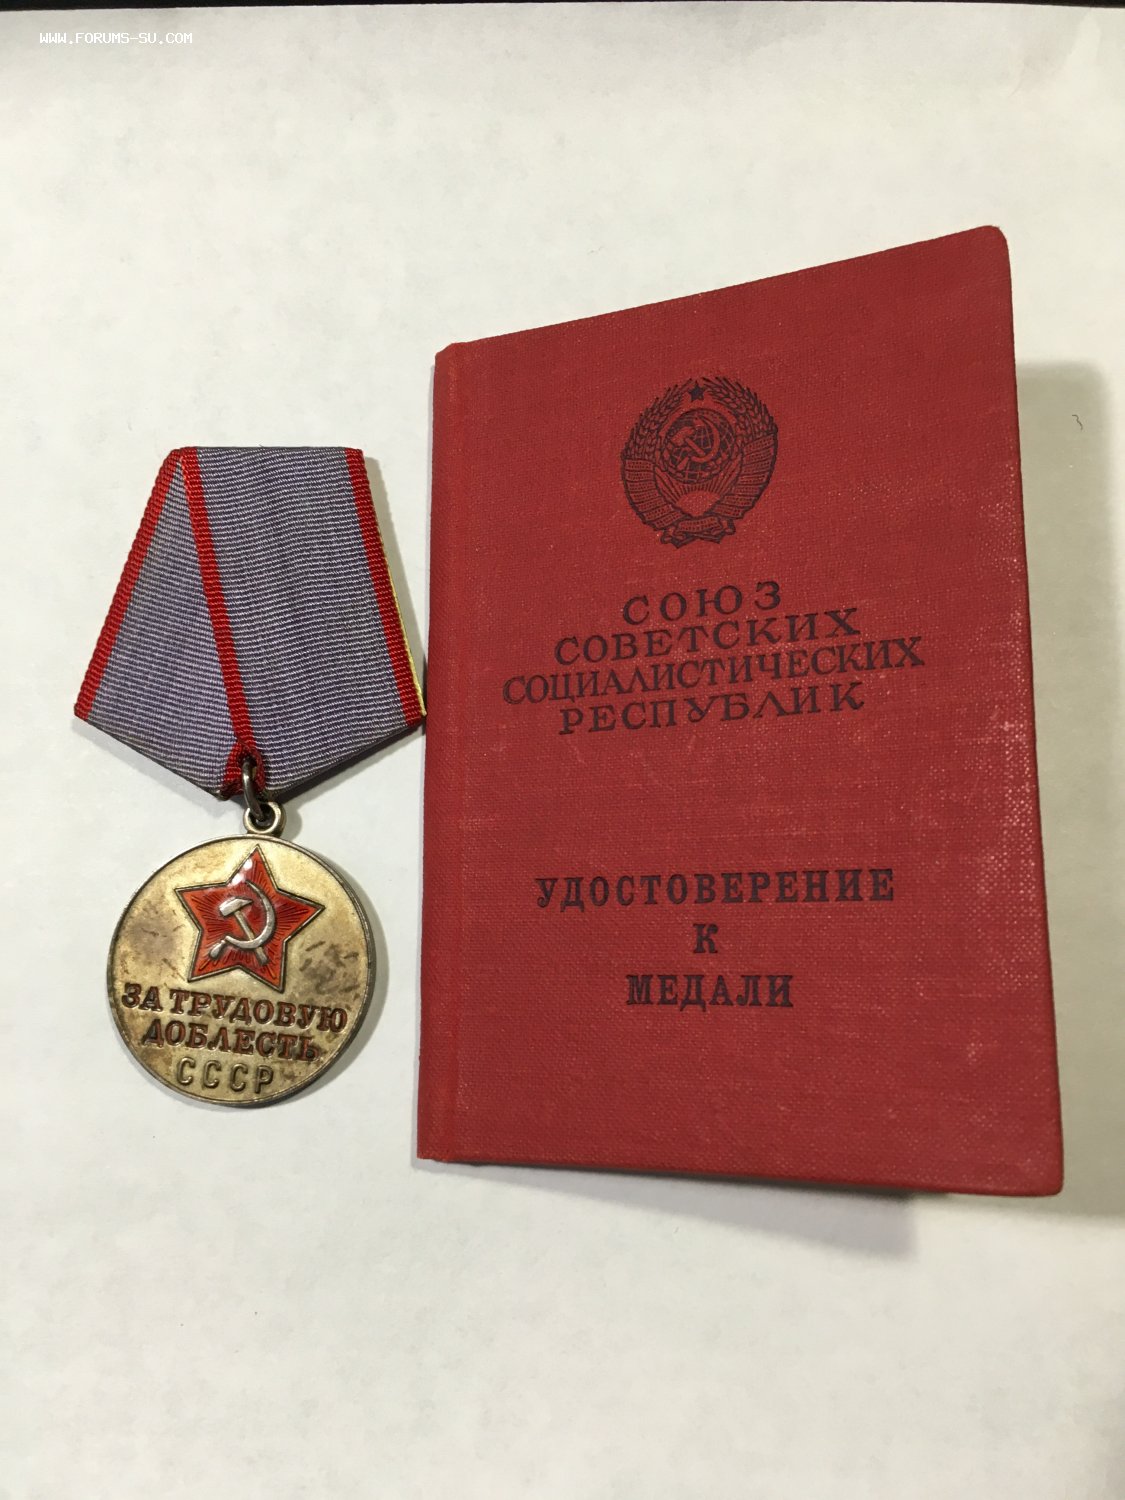 WWW.FORUMS-SU.COM
СОЮЗ
СОВЕТСКИХ
СОЦИАЛИСТИЧЕСКИХ
РЕСПУБЛИК
УДОСТОВЕРЕНИЕ
К
МЕДАЛИ
ЗА ТРУДОВУЮ
ДОБЛЕСТЬ
СССР